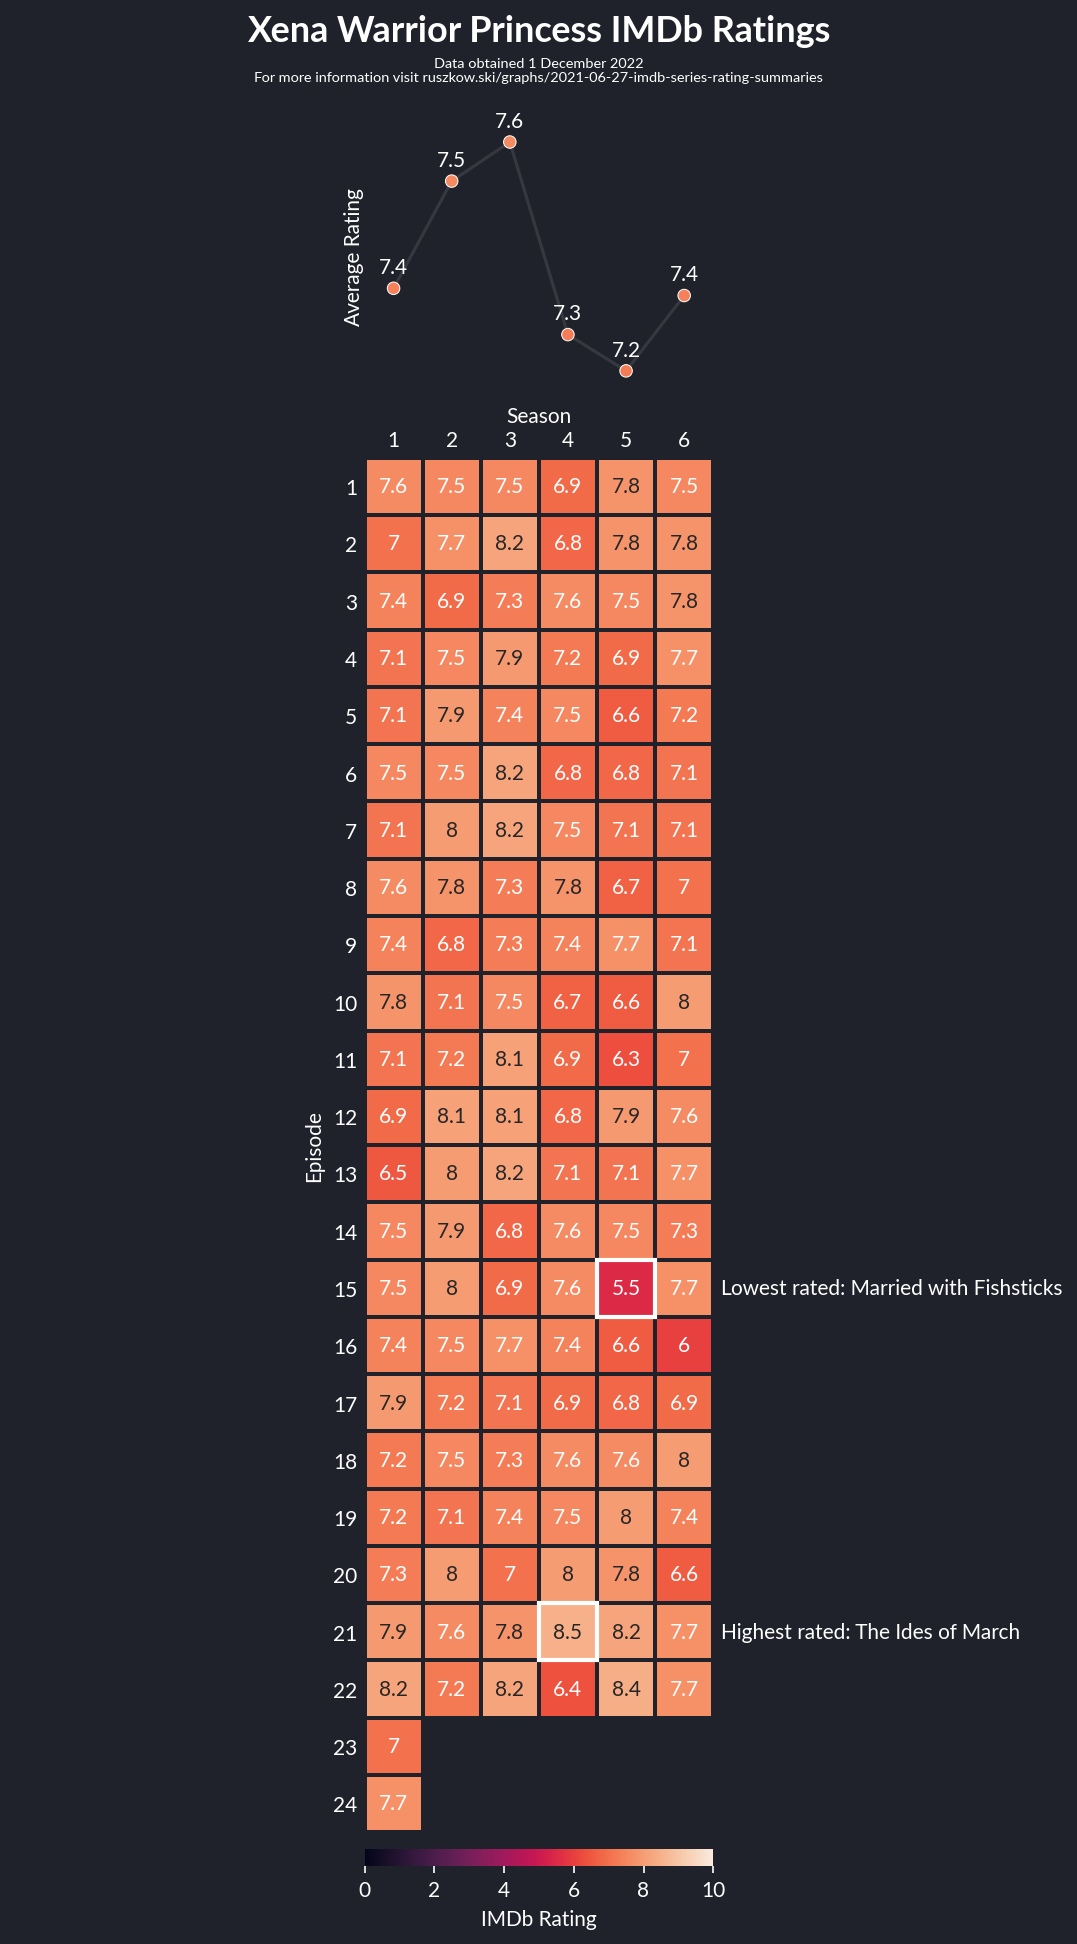 Xena Warrior Princess IMDb Ratings
Data obtained 1 December 2022
For more information visit ruszkow.ski/graphs/2021-06-27-imdb-series-rating-summaries
Average Rating
7.4 7.5 7.6 7.3 7.2 7.4
Season
1 2 3 4 5 6
Episode
1 7.6 7.5 7.5 6.9 7.8 7.5
2 7 7.7 8.2 6.8 7.8 7.8
3 7.4 6.9 7.3 7.6 7.5 7.8
4 7.1 7.5 7.9 7.2 6.9 7.7
5 7.1 7.9 7.4 7.5 6.6 7.2
6 7.5 7.5 8.2 6.8 6.8 7.1
7 7.1 8 8.2 7.5 7.1 7.1
8 7.6 7.8 7.3 7.8 6.7 7
9 7.4 6.8 7.3 7.4 7.7 7.1
10 7.8 7.1 7.5 6.7 6.6 8
11 7.1 7.2 8.1 6.9 6.3 7
12 6.9 8.1 8.1 6.8 7.9 7.6
13 6.5 8 8.2 7.1 7.1 7.7
14 7.5 7.9 6.8 7.6 7.5 7.3
15 7.5 8 6.9 7.6 5.5 7.7 Lowest rated: Married with Fishsticks
16 7.4 7.5 7.7 7.4 6.6 6
17 7.9 7.2 7.1 6.9 6.8 6.9
18 7.2 7.5 7.3 7.6 7.6 8
19 7.2 7.1 7.4 7.5 8 7.4
20 7.3 8 7 8 7.8 6.6
21 7.9 7.6 7.8 8.5 8.2 7.7 Highest rated: The Ides of March
22 8.2 7.2 8.2 6.4 8.4 7.7
23 7
24 7.7
0 2 4 6 8 10
IMDb Rating